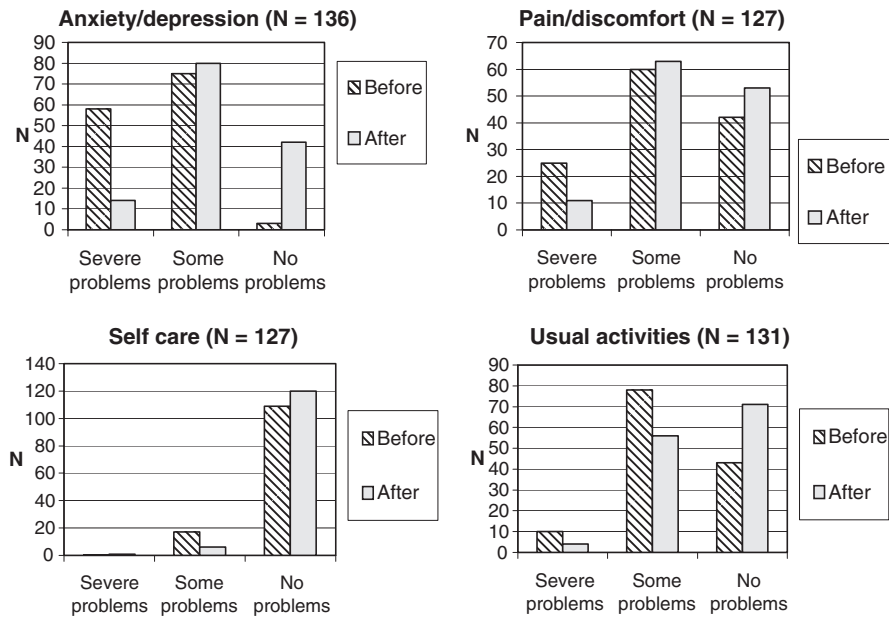 Anxiety/depression (N = 136)
90
80
70
60
50
40
30
20
10
0
N
Before
After
Severe problems
Some problems
No problems
Pain/discomfort (N = 127)
70
60
50
40
30
20
10
0
N
Before
After
Severe problems
Some problems
No problems
Self care (N = 127)
140
120
100
80
60
40
20
0
N
Before
After
Severe problems
Some problems
No problems
Usual activities (N = 131)
90
80
70
60
50
40
30
20
10
0
N
Before
After
Severe problems
Some problems
No problems